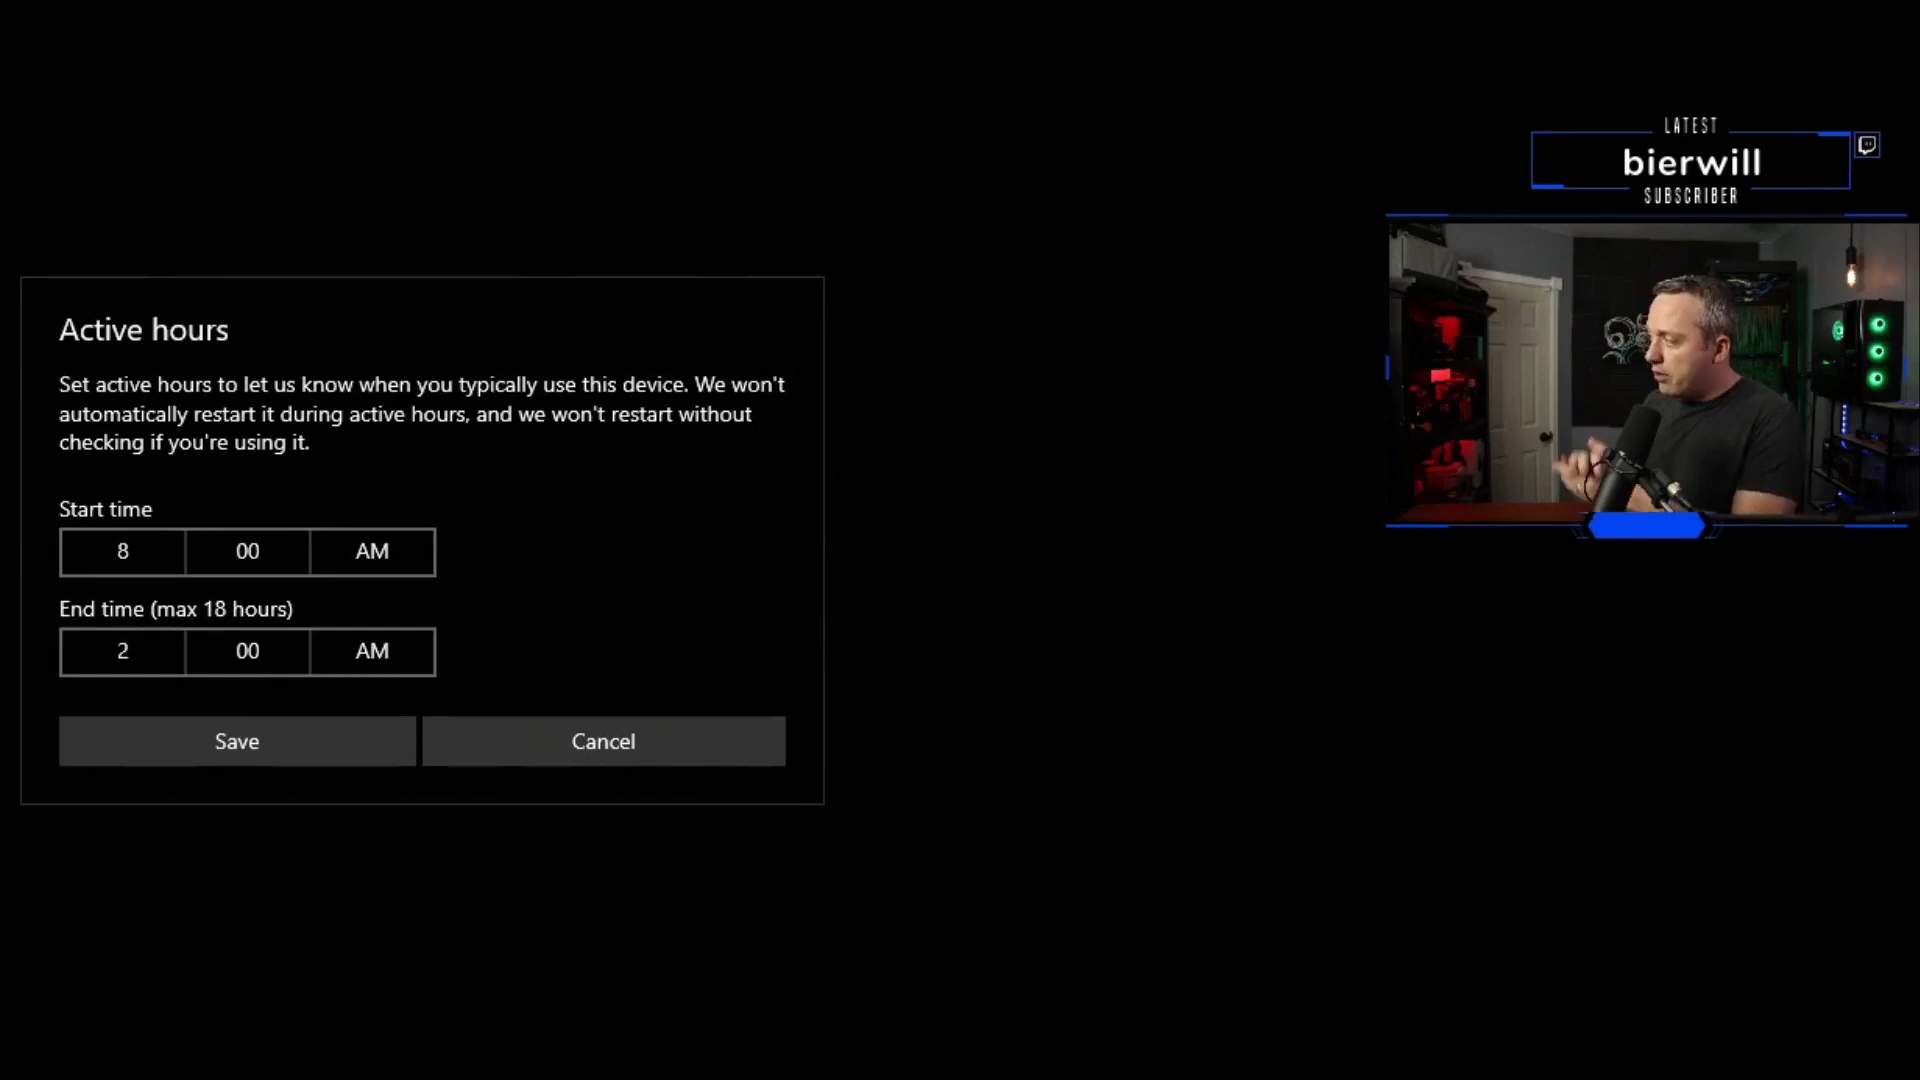 LATEST
bierwill
SUBSCRIBER
Active hours
Set active hours to let us know when you typically use this device. We won't
automatically restart it during active hours, and we won't restart without
checking if you're using it.
Start time
8 00 AM
End time (max 18 hours)
2 00 AM
Save Cancel